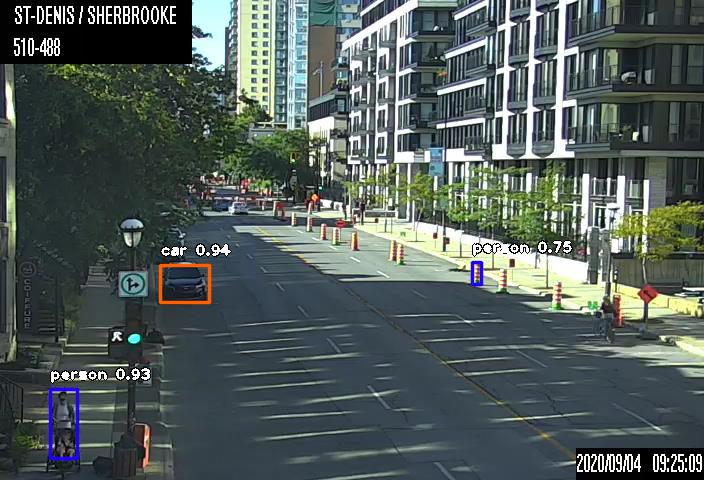 ST-DENIS / SHERBROOKE
510-488
person 0.75
car 0.94
COIFFURE
person 0.93
2020/09/04 09:25:09